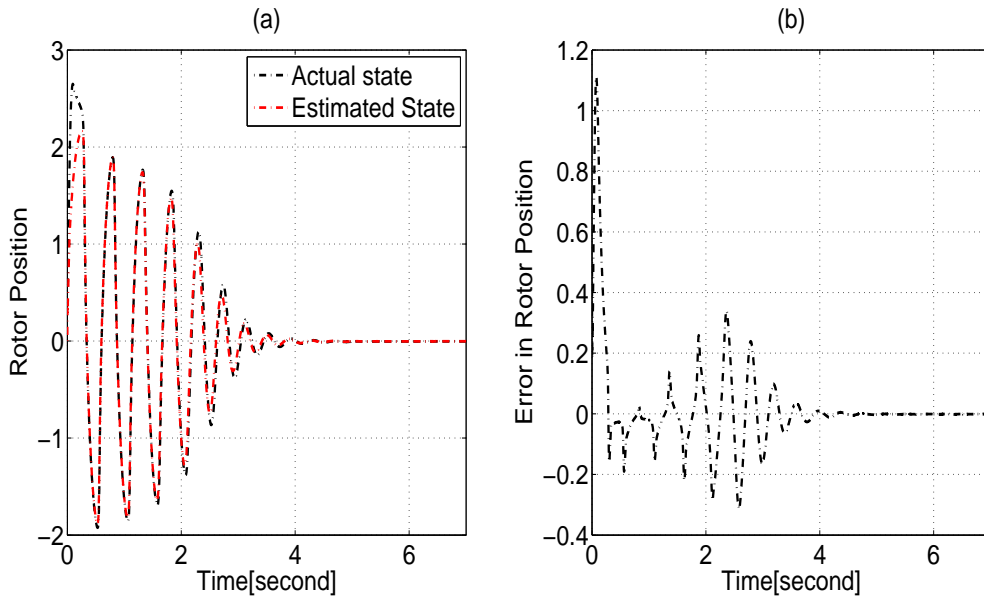 (a)
Rotor Position
3
2
1
0
−1
−2
0
2
4
6
Time[second]
Actual state
Estimated State
(b)
Error in Rotor Position
1.2
1
0.8
0.6
0.4
0.2
0
−0.2
−0.4
0
2
4
6
Time[second]